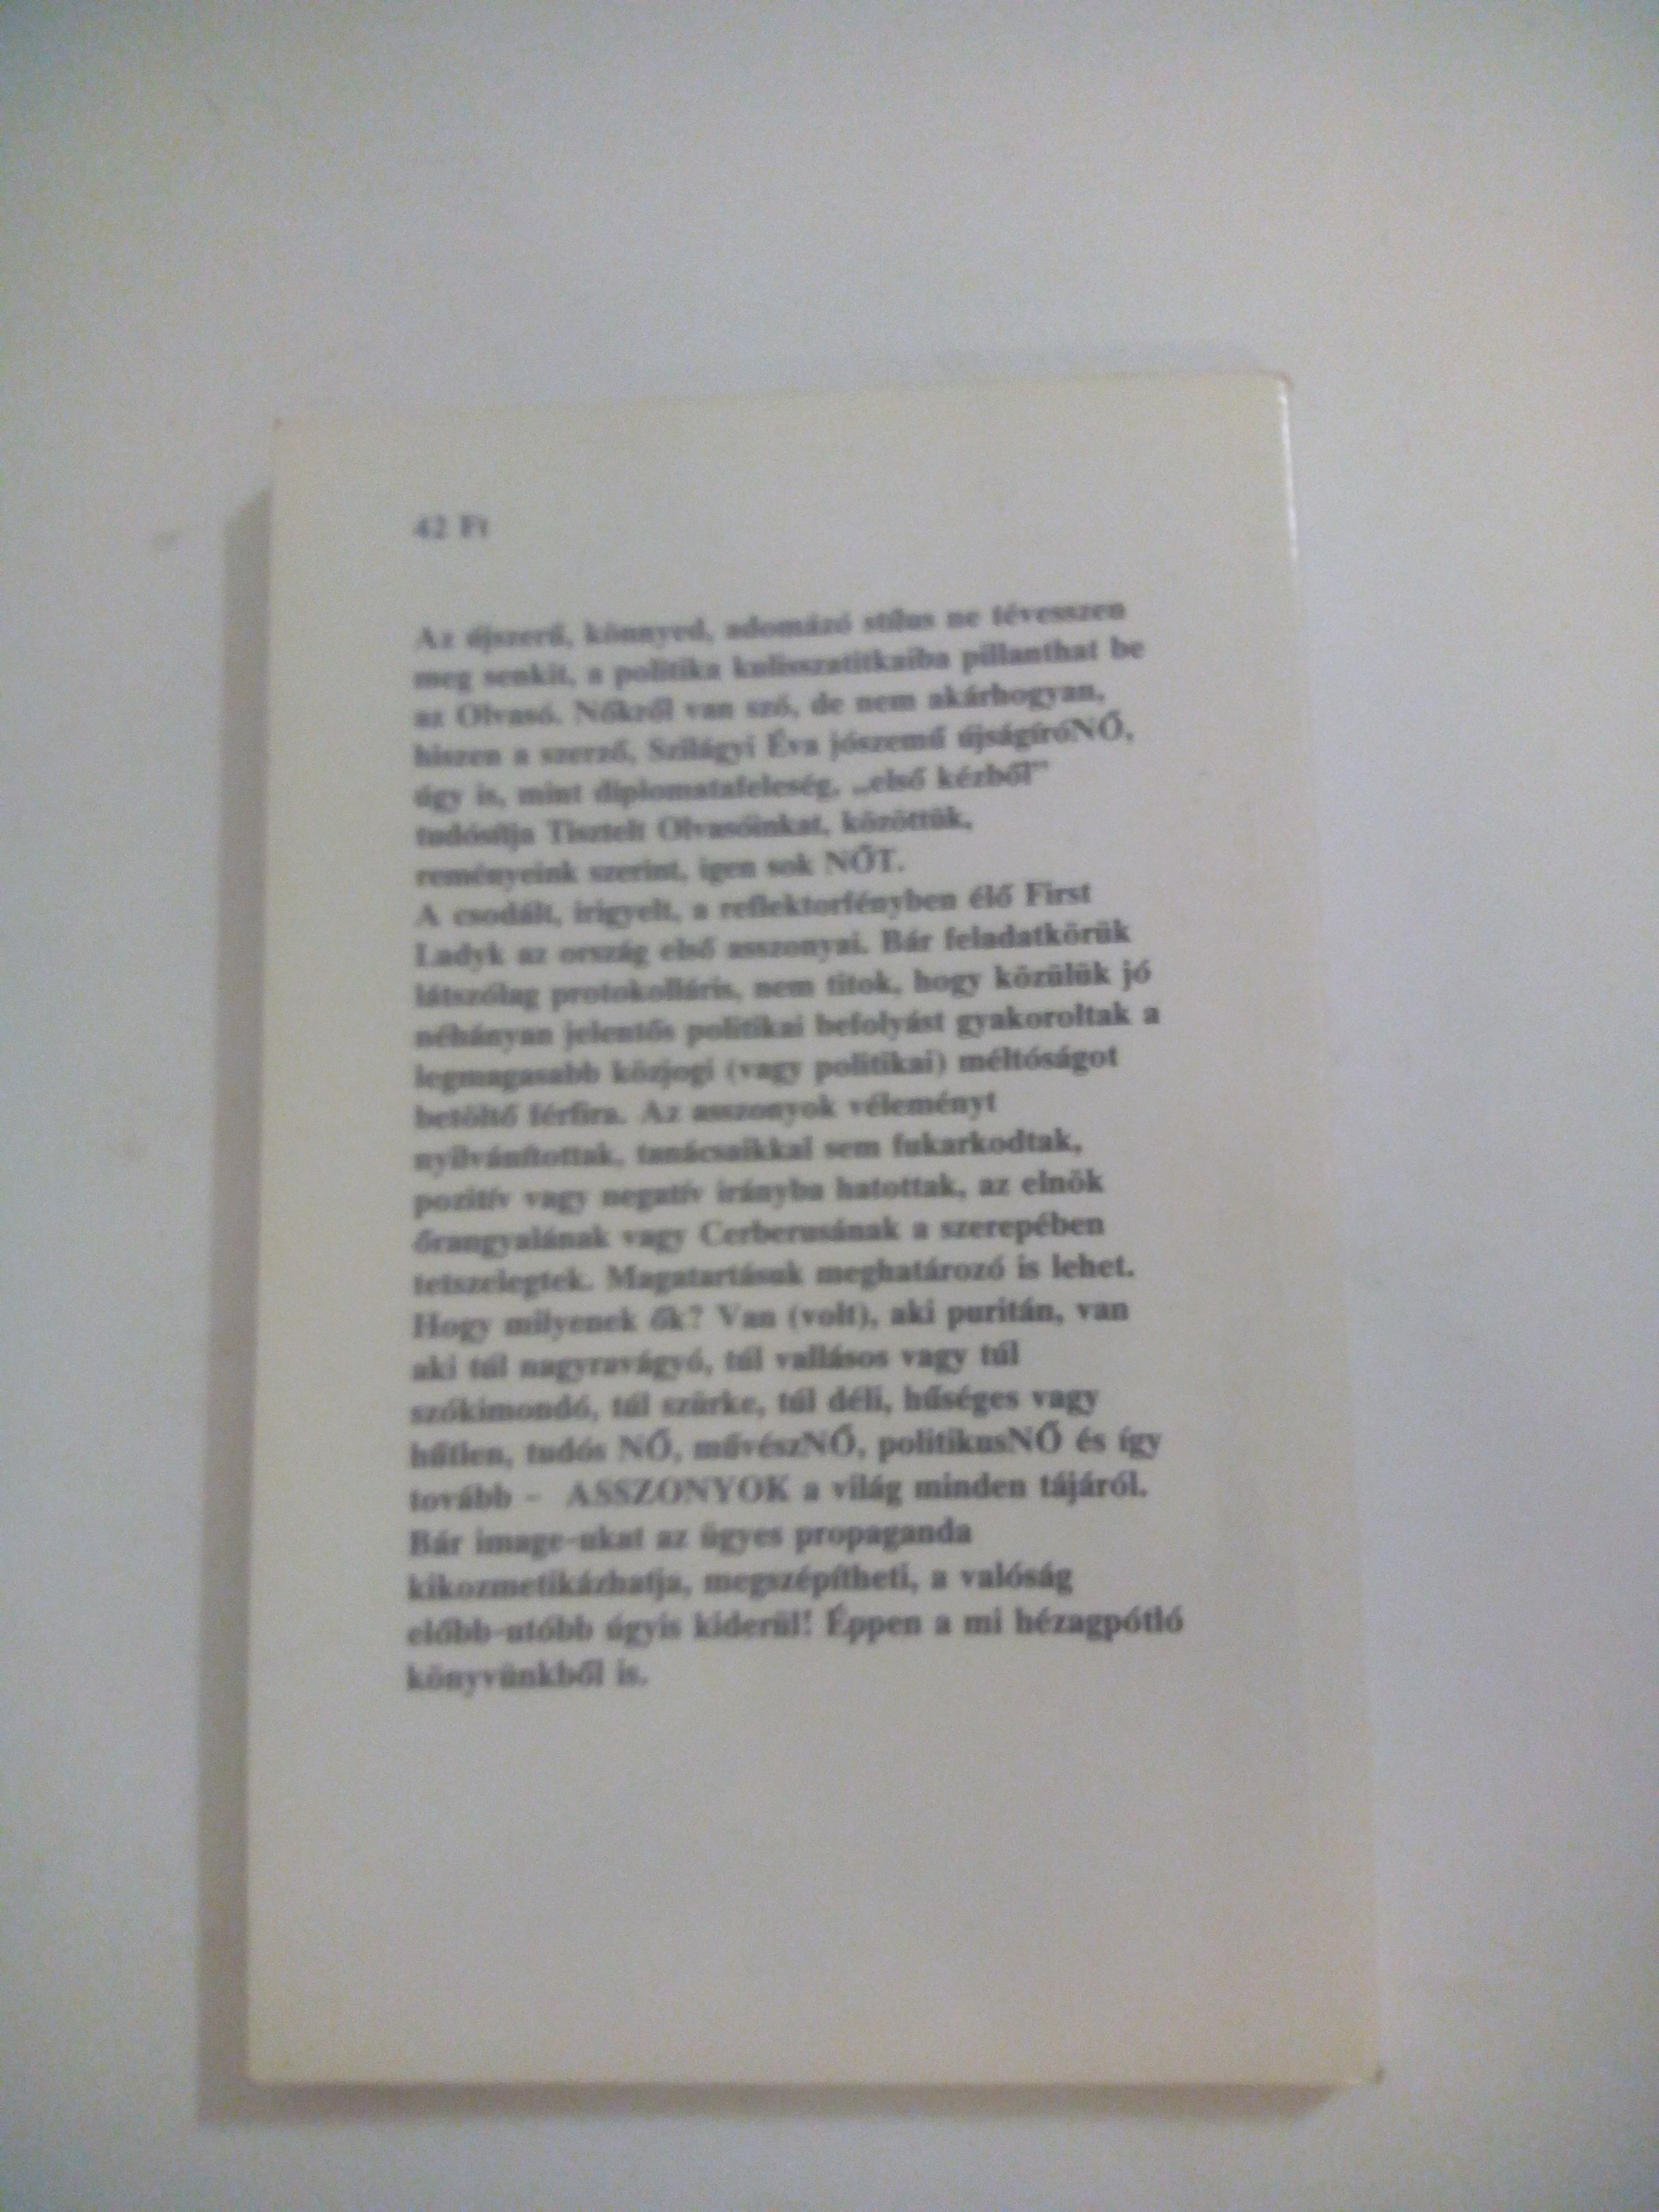 42 Ft
Az újszerű, könnyed, adomázó stílus ne tévesszen
meg senkit, a politika kulisszatitkaiba pillanthat be
az Olvasó. Nőkről van szó, de nem akárhogyan,
hiszen a szerző, Szilágyi Éva jószemű újságíróNŐ,
úgy is, mint diplomatafeleség, „első kézből”
tudósítja Tisztelt Olvasóinkat, közöttük,
reményeink szerint, igen sok NŐT.
A csodált, irigyelt, a reflektorfényben élő First
Ladyk az ország első asszonyai. Bár feladatkörük
látszólag protokolláris, nem titok, hogy közülük jó
néhányan jelentős politikai befolyást gyakoroltak a
legmagasabb közjogi (vagy politikai) méltóságot
betöltő férfira. Az asszonyok véleményt
nyilvánítottak, tanácsaikkal sem fukarkodtak,
pozitív vagy negatív irányba hatottak, az elnök
őrangyalának vagy Cerberusának a szerepében
tetszelegtek. Magatartásuk meghatározó is lehet.
Hogy milyenek ők? Van (volt), aki puritán, van
aki túl nagyravágyó, túl vallásos vagy túl
szókimondó, túl szürke, túl déli, hűséges vagy
hűtlen, tudós NŐ, művészNŐ, politikusNŐ és így
tovább – ASSZONYOK a világ minden tájáról.
Bár image-ukat az ügyes propaganda
kikozmetikázhatja, megszépítheti, a valóság
előbb-utóbb úgyis kiderül! Éppen a mi hézagpótló
könyvünkből is.